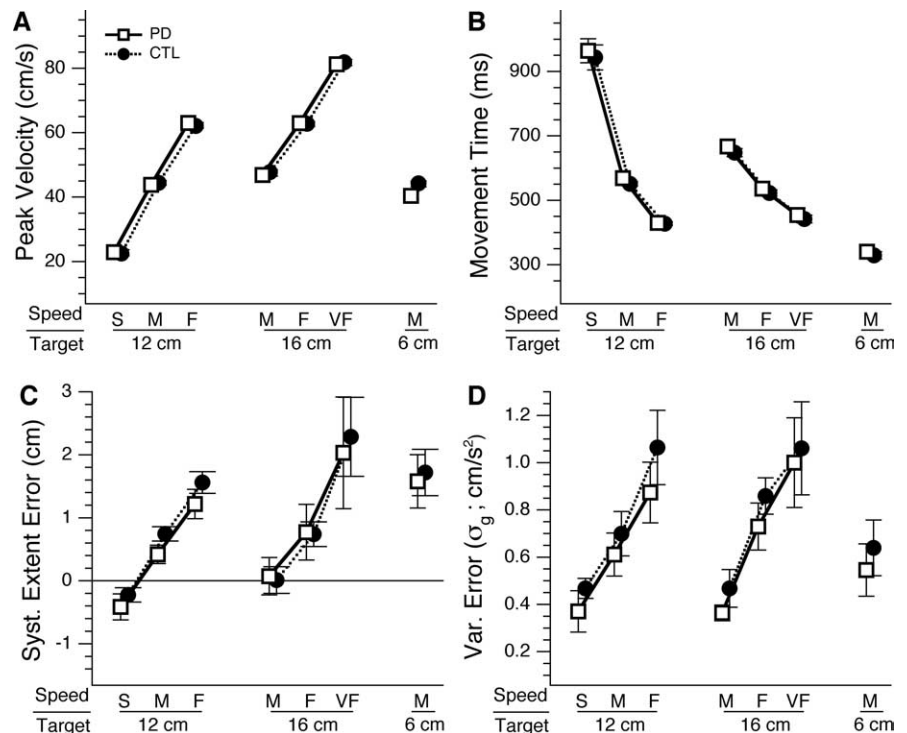 A
PD
CTL
Peak Velocity (cm/s)
80
60
40
20
Speed S M F M F VF M
Target 12 cm 16 cm 6 cm
B
Movement Time (ms)
900
700
500
300
Speed S M F M F VF M
Target 12 cm 16 cm 6 cm
C
Syst. Extent Error (cm)
3
2
1
0
-1
Speed S M F M F VF M
Target 12 cm 16 cm 6 cm
D
Var. Error (σg ; cm/s²)
1.2
1.0
0.8
0.6
0.4
0.2
Speed S M F M F VF M
Target 12 cm 16 cm 6 cm